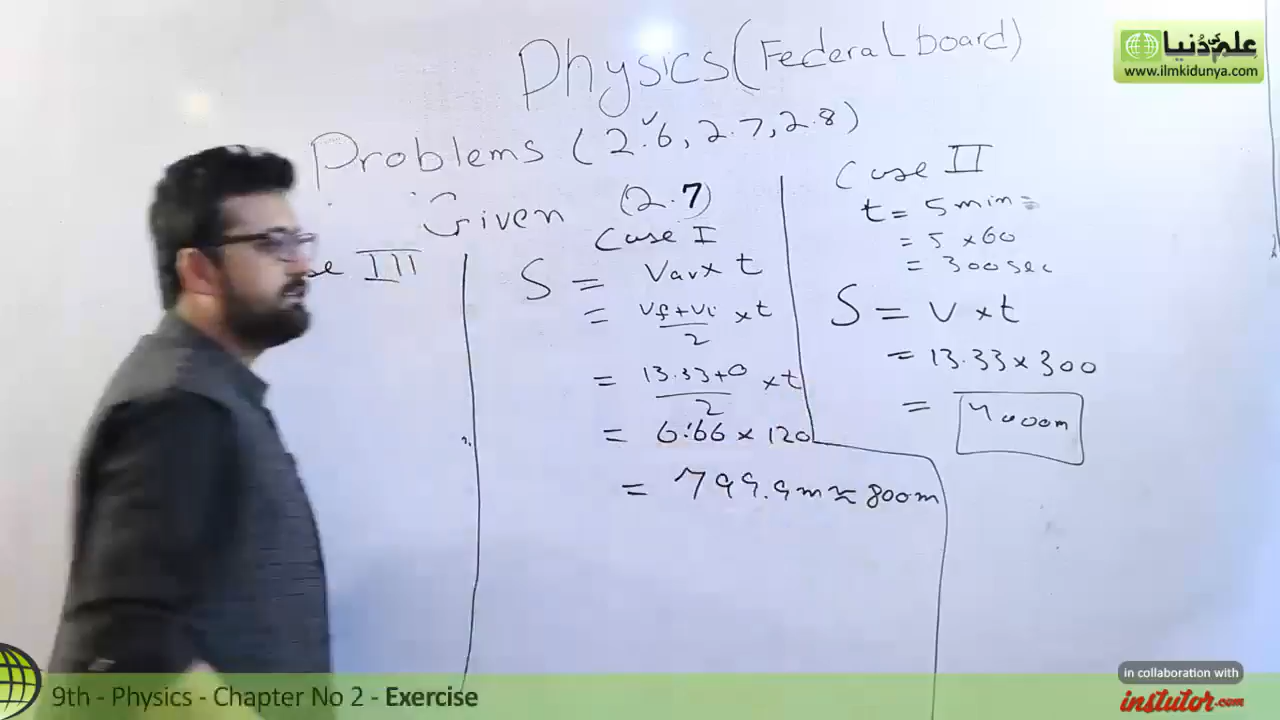 Physics (Federal board)
Problems (2.6, 2.7, 2.8)
Given (2.7)
III
Case I
S = Vav x t
= Vf+Vi/2 x t
= 13.33+0/2 x t
= 6.66 x 120
= 799.9m ≈ 800m
Case II
t = 5 min =
= 5 x 60
= 300 sec
S = V x t
= 13.33 x 300
= 4000m
علم کی دُنیا
www.ilmkidunya.com
9th - Physics - Chapter No 2 - Exercise
in collaboration with
instutor.com